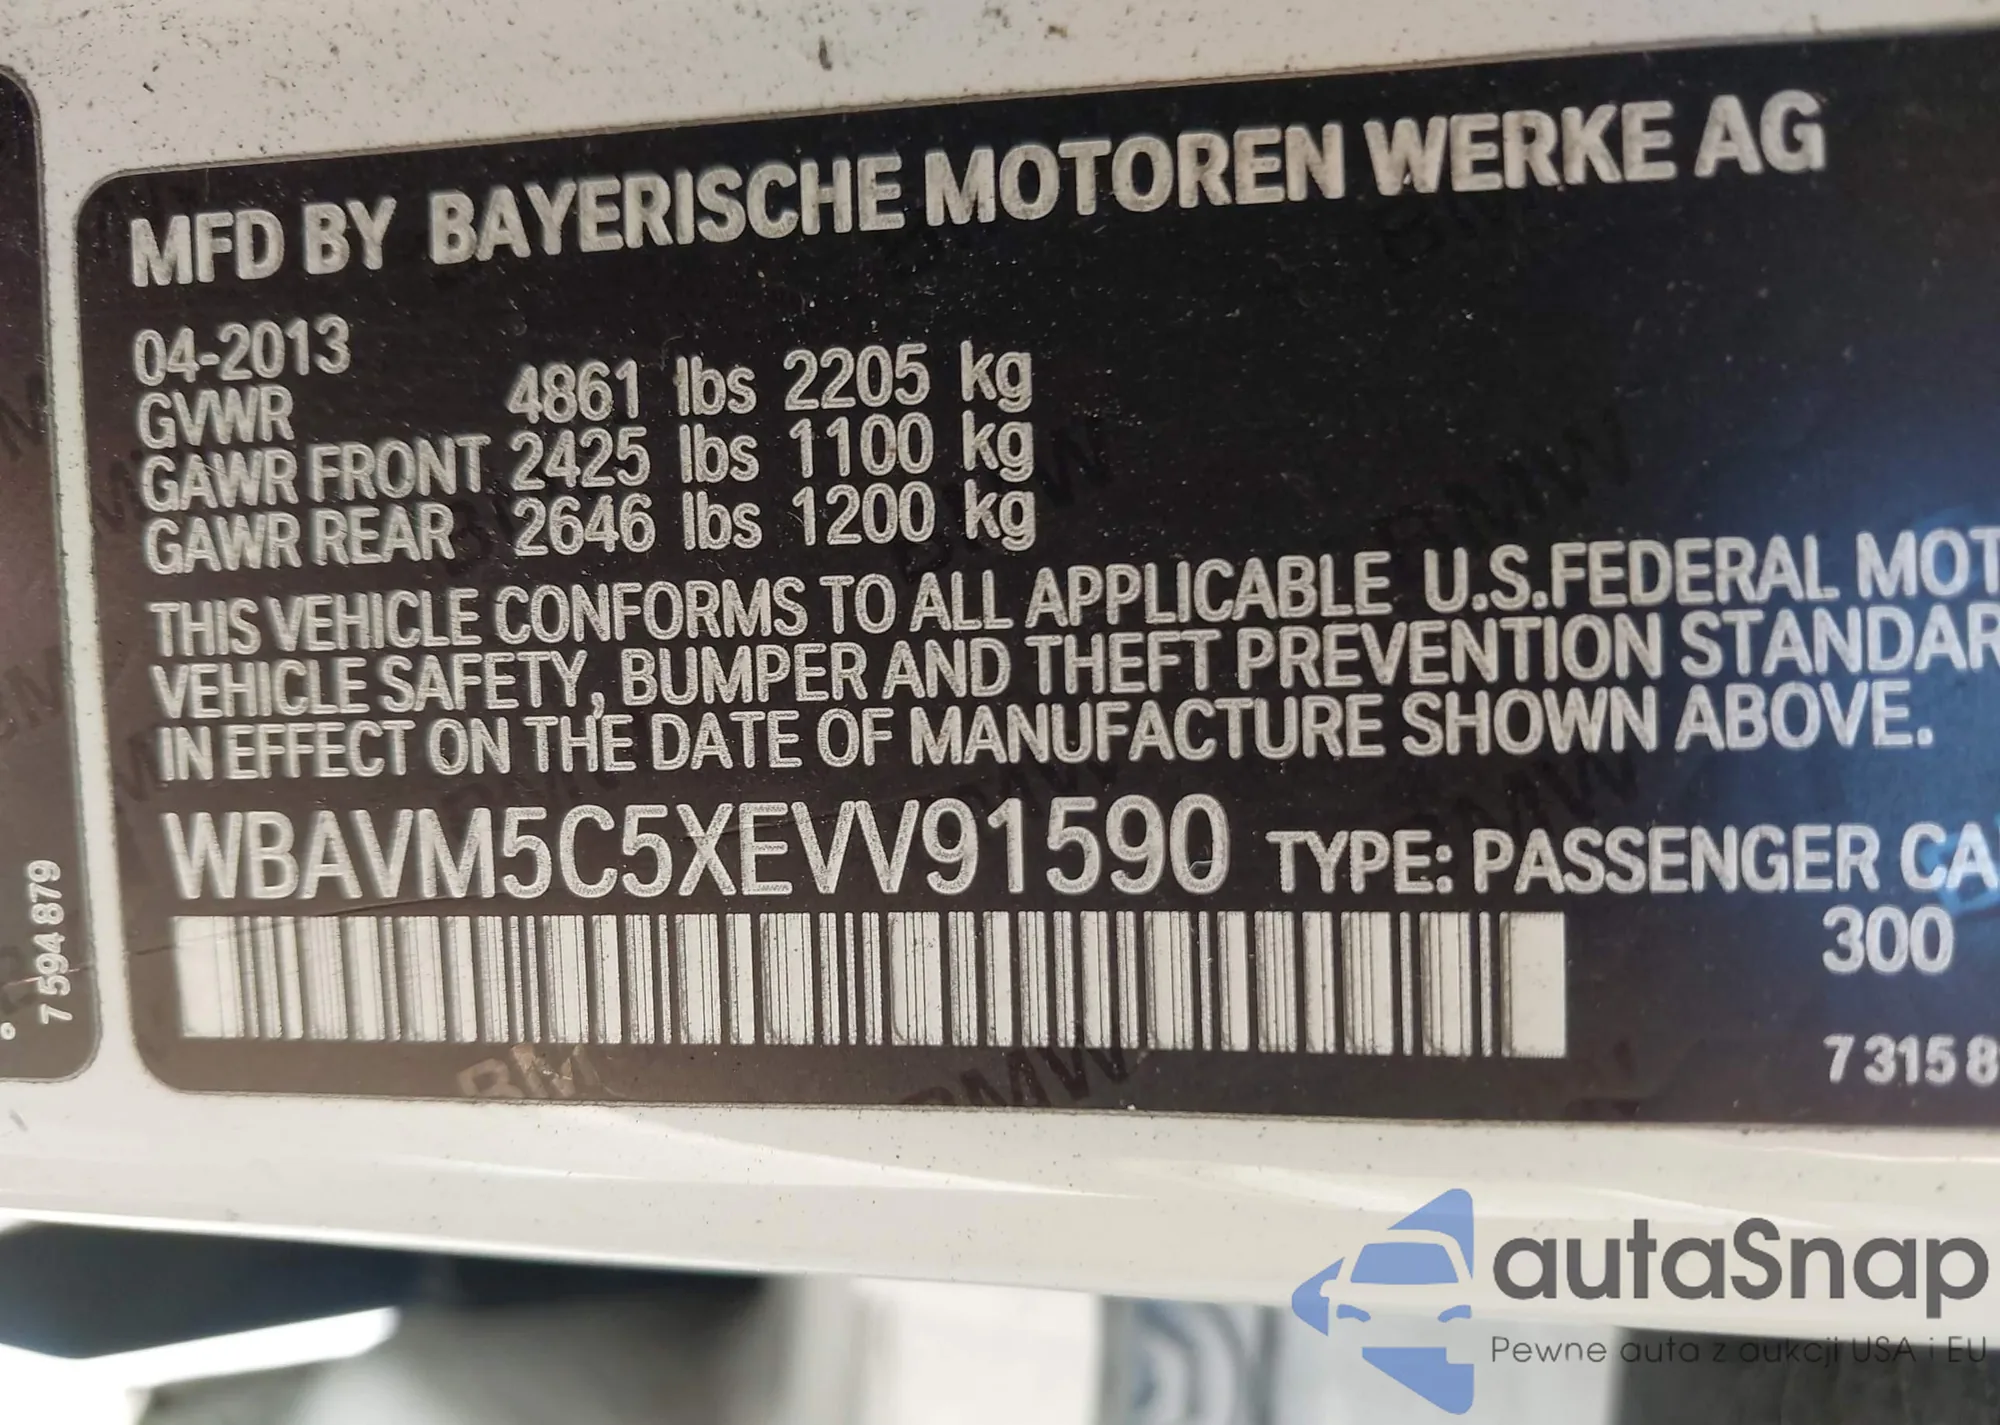 MFD BY BAYERISCHE MOTOREN WERKE AG
04-2013
GVWR 4861 lbs 2205 kg
GAWR FRONT 2425 lbs 1100 kg
GAWR REAR 2646 lbs 1200 kg
THIS VEHICLE CONFORMS TO ALL APPLICABLE U.S.FEDERAL MOT
VEHICLE SAFETY, BUMPER AND THEFT PREVENTION STANDAR
IN EFFECT ON THE DATE OF MANUFACTURE SHOWN ABOVE.
WBAVM5C5XEVV91590 TYPE: PASSENGER CA
300
7 315 8
7 594 879
BMW
autaSnap
Pewne auta z aukcji USA i EU